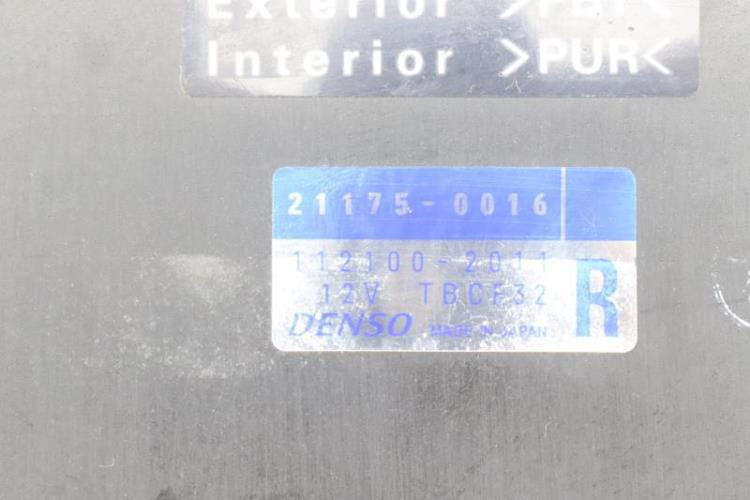 Exterior >PBT<
Interior >PUR<
21175-0016
112100-2011
12V TBCF32
R
DENSO MADE IN JAPAN